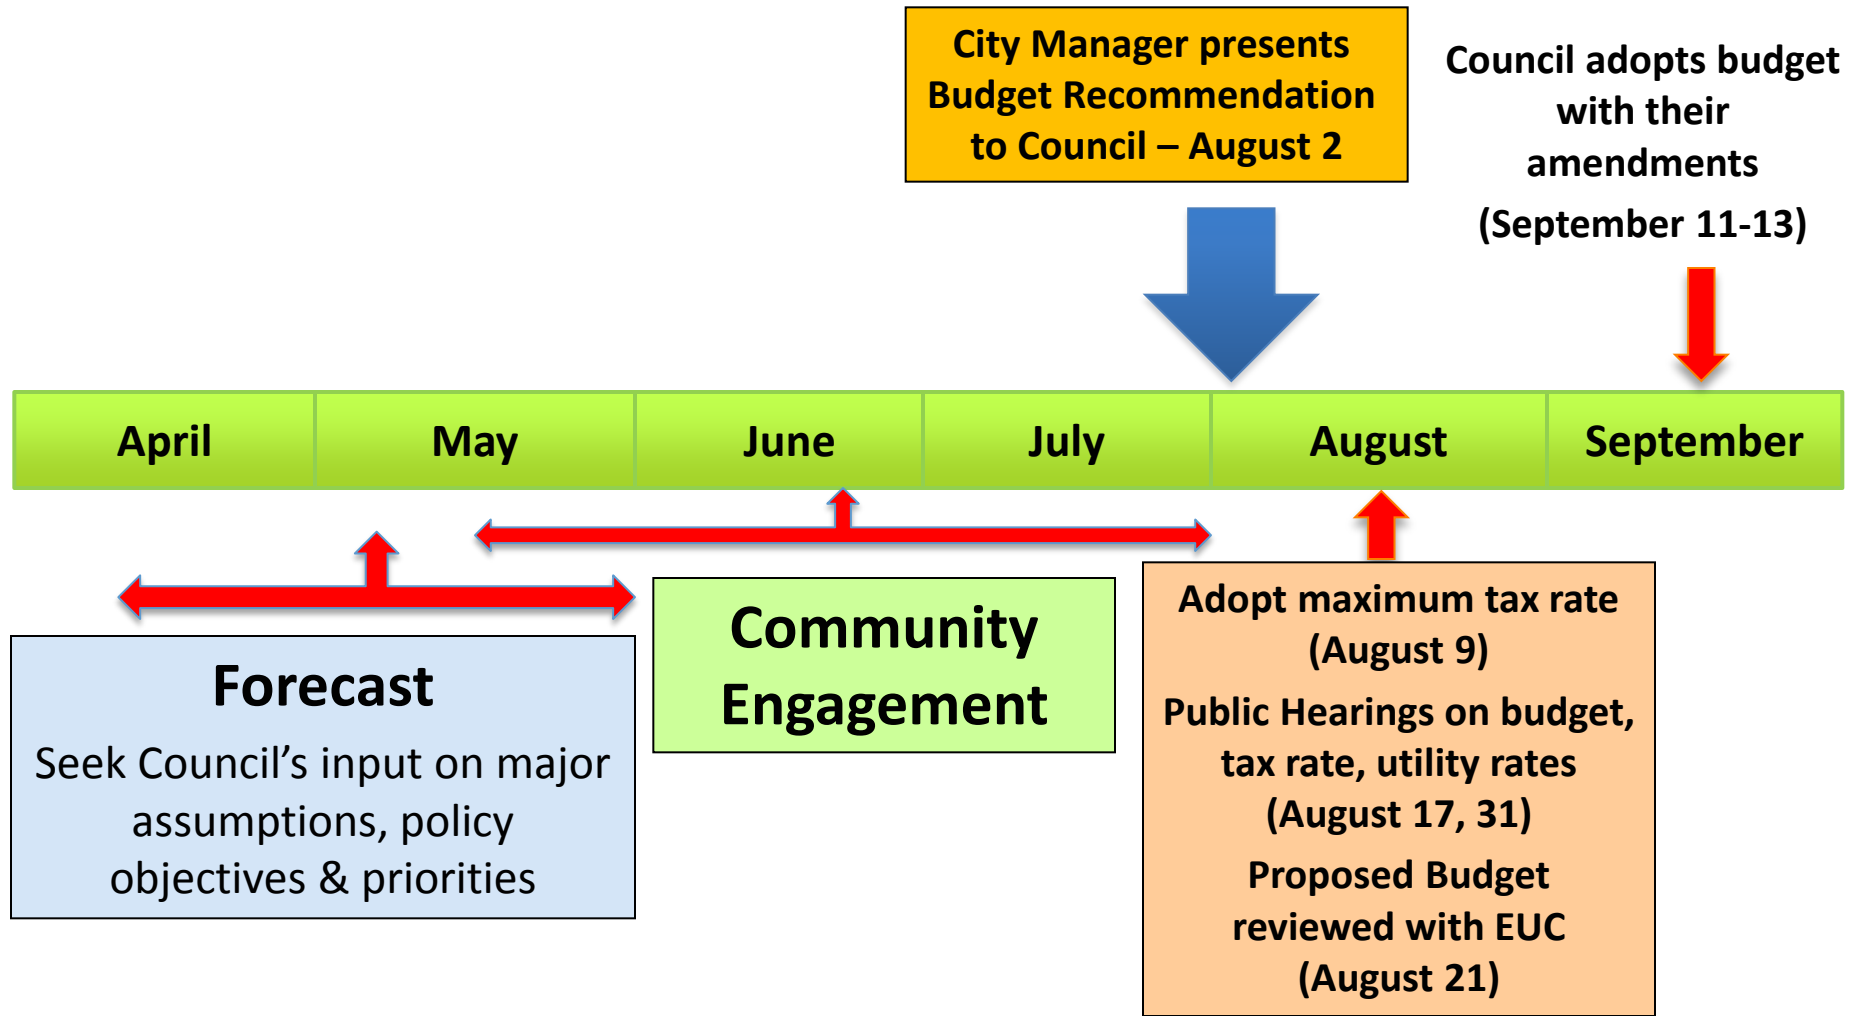 City Manager presents
Budget Recommendation
to Council – August 2
Council adopts budget
with their
amendments
(September 11-13)
April
May
June
July
August
September
Forecast
Seek Council’s input on major
assumptions, policy
objectives & priorities
Community
Engagement
Adopt maximum tax rate
(August 9)
Public Hearings on budget,
tax rate, utility rates
(August 17, 31)
Proposed Budget
reviewed with EUC
(August 21)